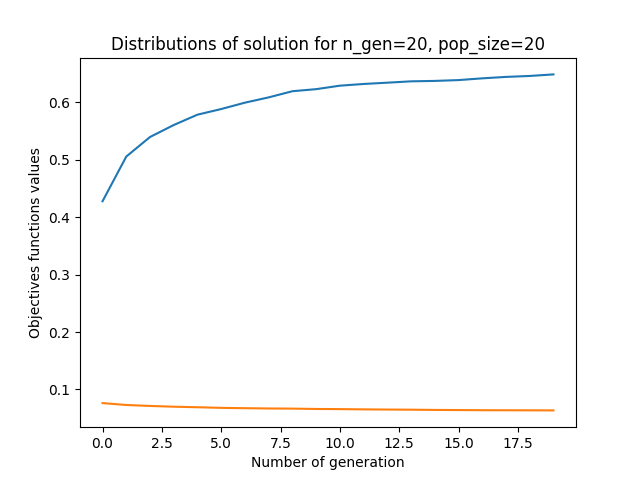 Distributions of solution for n_gen=20, pop_size=20
Objectives functions values
0.6
0.5
0.4
0.3
0.2
0.1
0.0 2.5 5.0 7.5 10.0 12.5 15.0 17.5
Number of generation